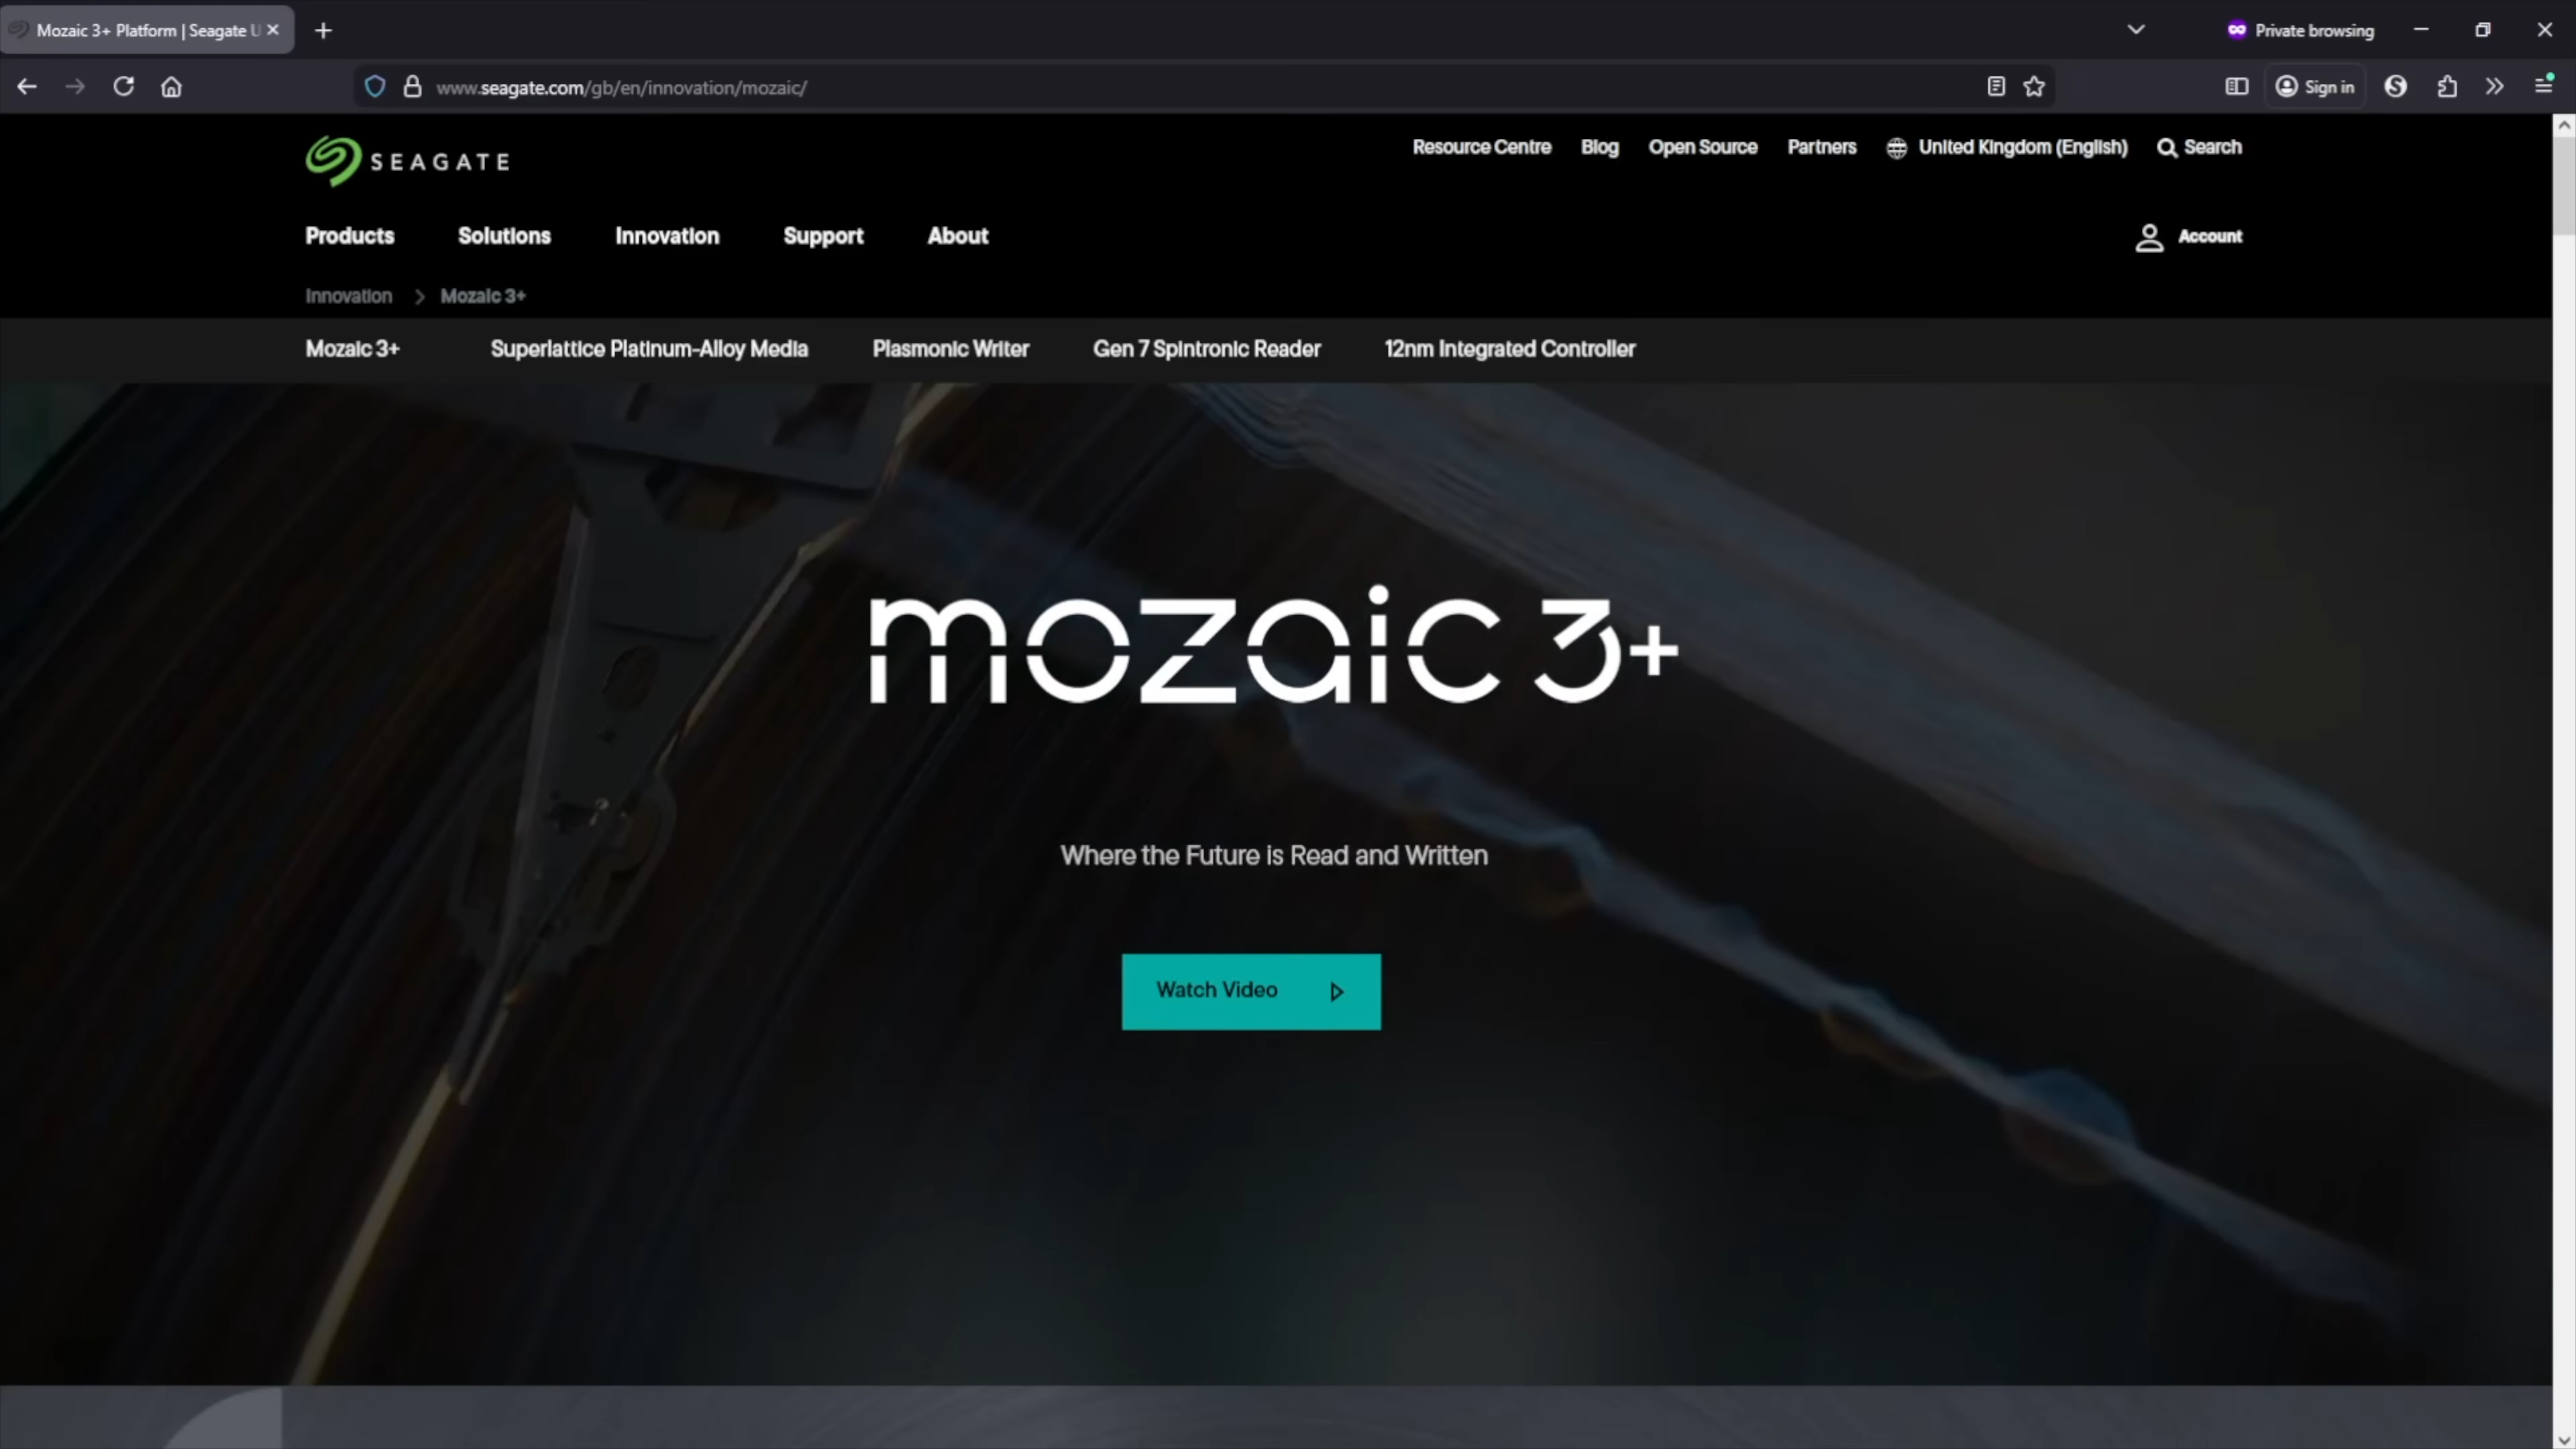 Mozaic 3+ Platform | Seagate U
Private browsing
www.seagate.com/gb/en/innovation/mozaic/
Sign in
SEAGATE
Resource Centre Blog Open Source Partners United Kingdom (English) Search
Products Solutions Innovation Support About Account
Innovation > Mozaic 3+
Mozaic 3+ Superlattice Platinum-Alloy Media Plasmonic Writer Gen 7 Spintronic Reader 12nm Integrated Controller
mozaic 3+
Where the Future is Read and Written
Watch Video